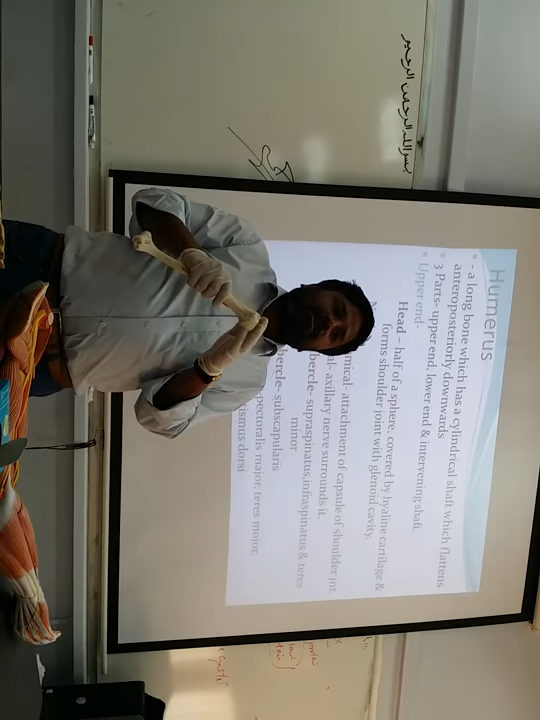 بسم الله الرحمن الرحيم
Humerus
- a long bone which has a cylindrical shaft which flattens
anteroposteriorly downwards
3 Parts- upper end, lower end & intervening shaft.
Upper end-
Head – half of a sphere, covered by hyaline cartilage &
forms shoulder joint with glenoid cavity.
mical- attachment of capsule of shoulder jnt.
al- axillary nerve surrounds it.
bercle- supraspinatus,infraspinatus & teres
minor
bercle- subscapularis
pectoralis major, teres mojor,
ismus dorsi